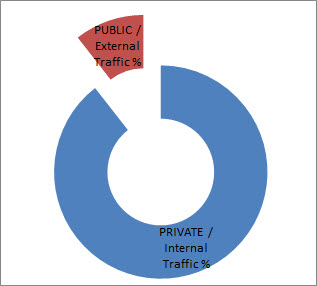 PUBLIC /
External
Traffic %
PRIVATE /
Internal
Traffic %